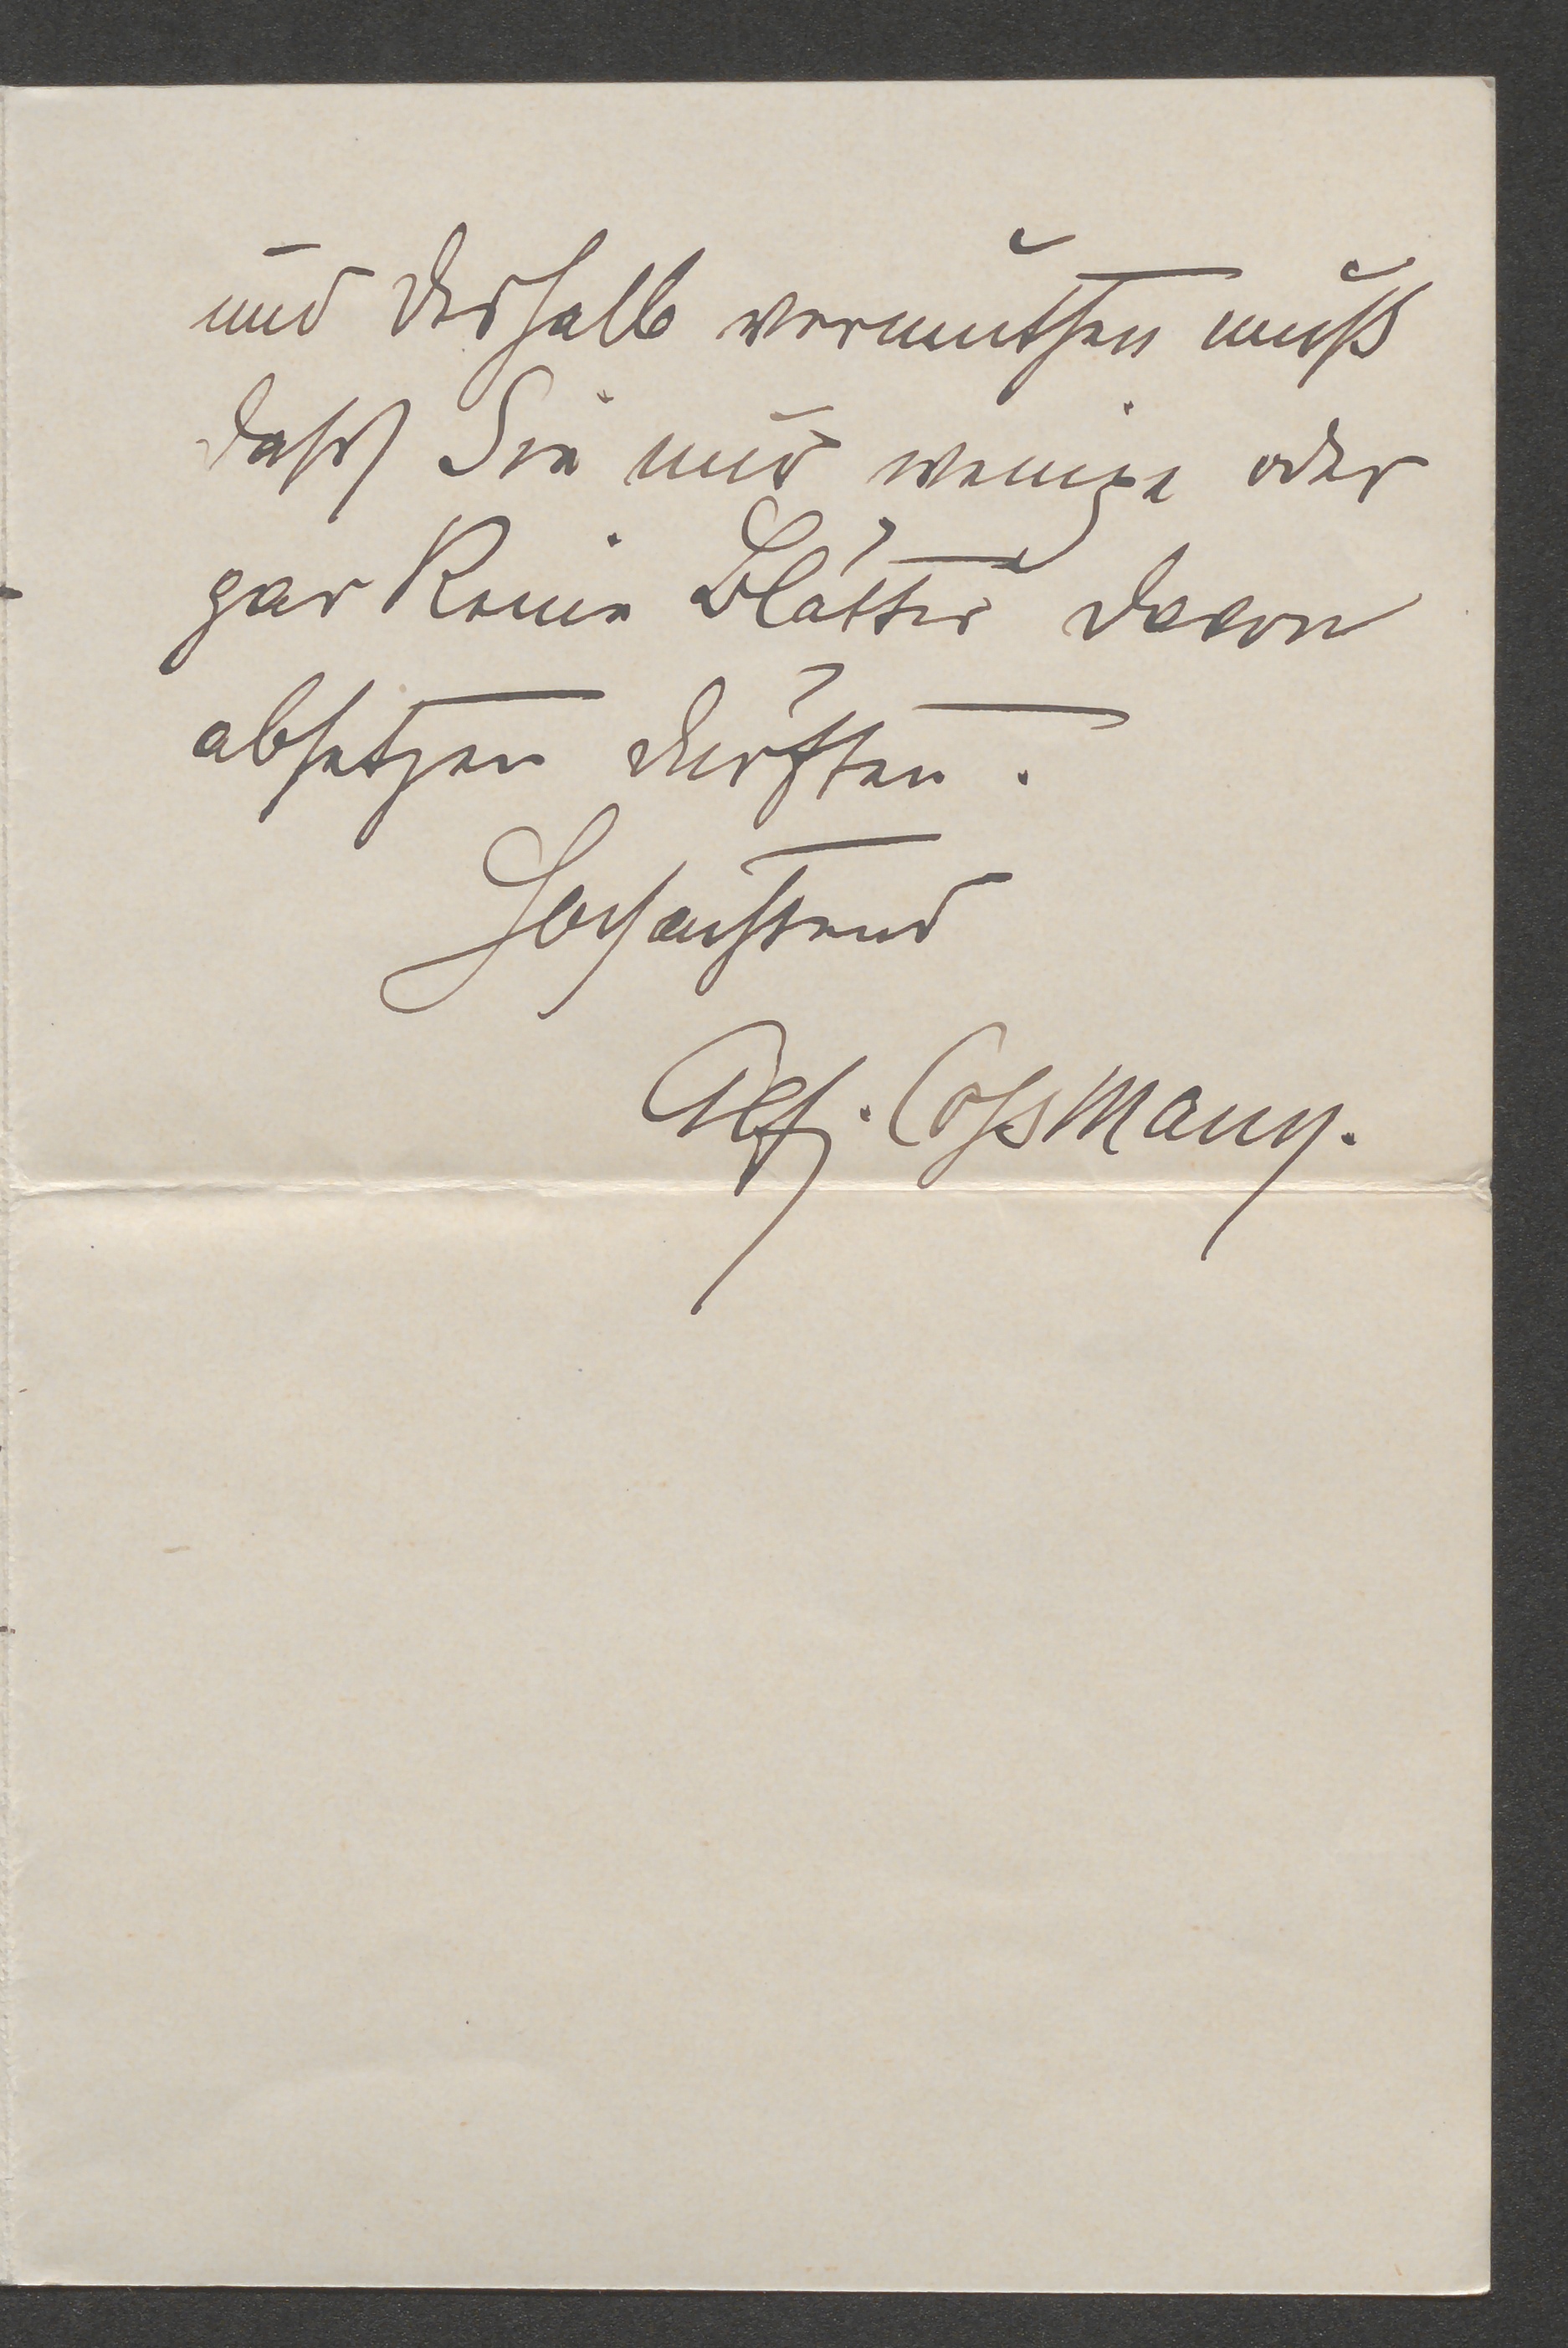 und deshalb vermuthen muß
dass Sie nur wenige oder
gar keine Blätter davon
absetzen dürften.
Hochachtend
Alf. Cossmann.